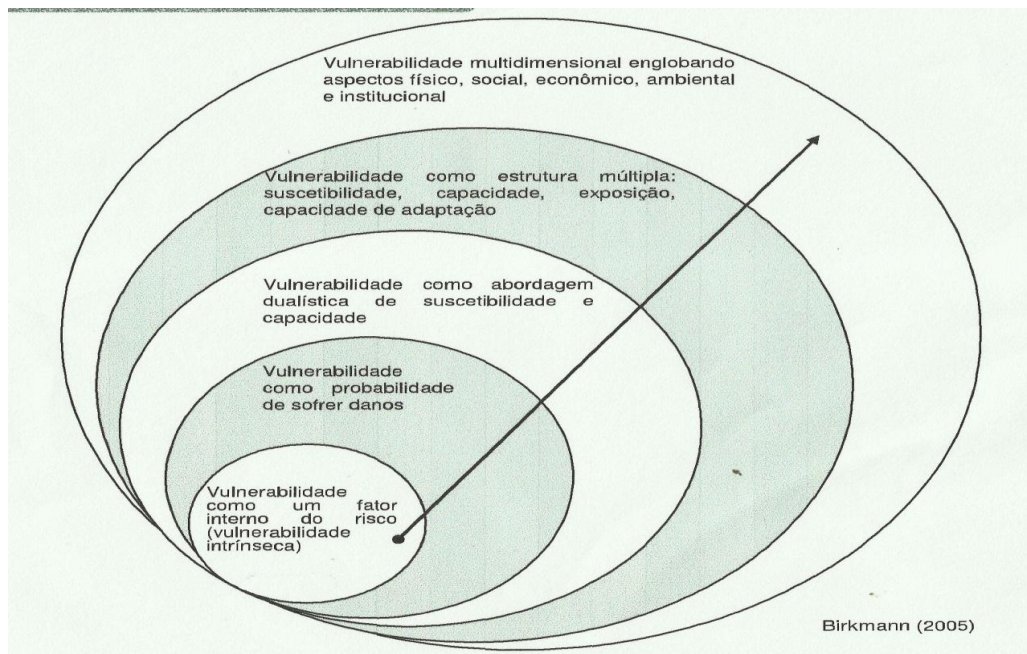 Vulnerabilidade multidimensional englobando
aspectos físico, social, econômico, ambiental
e institucional
Vulnerabilidade como estrutura múltipla:
suscetibilidade, capacidade, exposição,
capacidade de adaptação
Vulnerabilidade como abordagem
dualística de suscetibilidade e
capacidade
Vulnerabilidade
como probabilidade
de sofrer danos
Vulnerabilidade
como um fator
interno do risco
(vulnerabilidade
intrínseca)
Birkmann (2005)